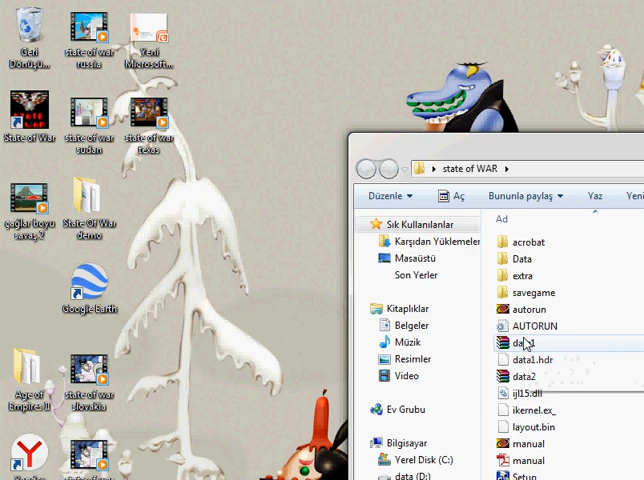 Geri
Dönüşü...
state of war
russia
Yeni
Microsoft...
State of War
state of war
sudan
state of war
texas
çağlar boyu
savaş 2
State Of War
demo
Google Earth
Age of
Empires II
state of war
slovakia
state of WAR
Düzenle
Aç
Bununla paylaş
Yaz
Yeni
Sık Kullanılanlar
Karşıdan Yüklemeler
Masaüstü
Son Yerler
Kitaplıklar
Belgeler
Müzik
Resimler
Video
Ev Grubu
Bilgisayar
Yerel Disk (C:)
data (D:)
Ad
acrobat
Data
extra
savegame
autorun
AUTORUN
data1.hdr
data2
ijl15.dll
ikernel.ex_
layout.bin
manual
manual
Setup